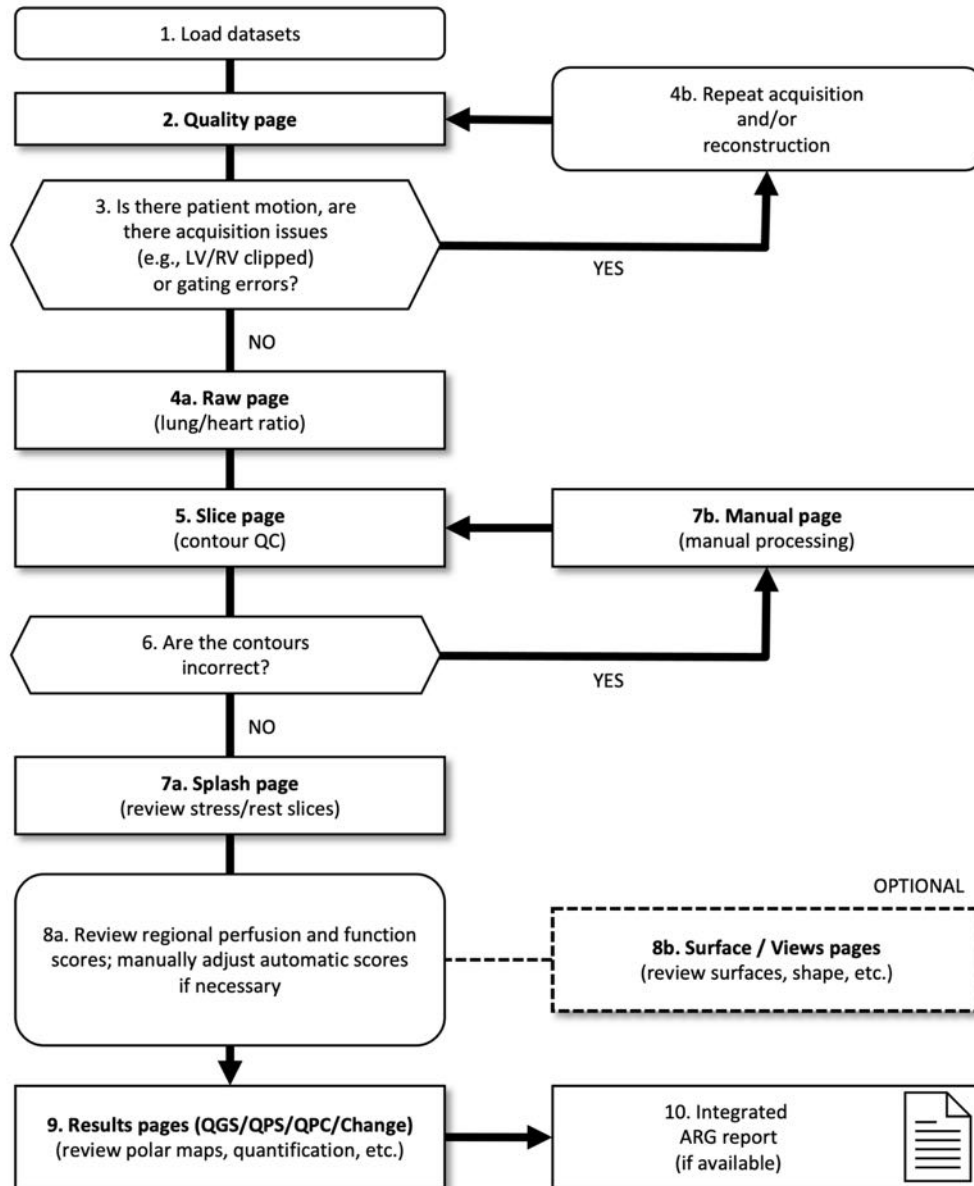 1. Load datasets
2. Quality page
4b. Repeat acquisition
and/or
reconstruction
3. Is there patient motion, are
there acquisition issues
(e.g., LV/RV clipped)
or gating errors?
YES
NO
4a. Raw page
(lung/heart ratio)
5. Slice page
(contour QC)
7b. Manual page
(manual processing)
6. Are the contours
incorrect?
YES
NO
7a. Splash page
(review stress/rest slices)
OPTIONAL
8a. Review regional perfusion and function
scores; manually adjust automatic scores
if necessary
8b. Surface / Views pages
(review surfaces, shape, etc.)
9. Results pages (QGS/QPS/QPC/Change)
(review polar maps, quantification, etc.)
10. Integrated
ARG report
(if available)